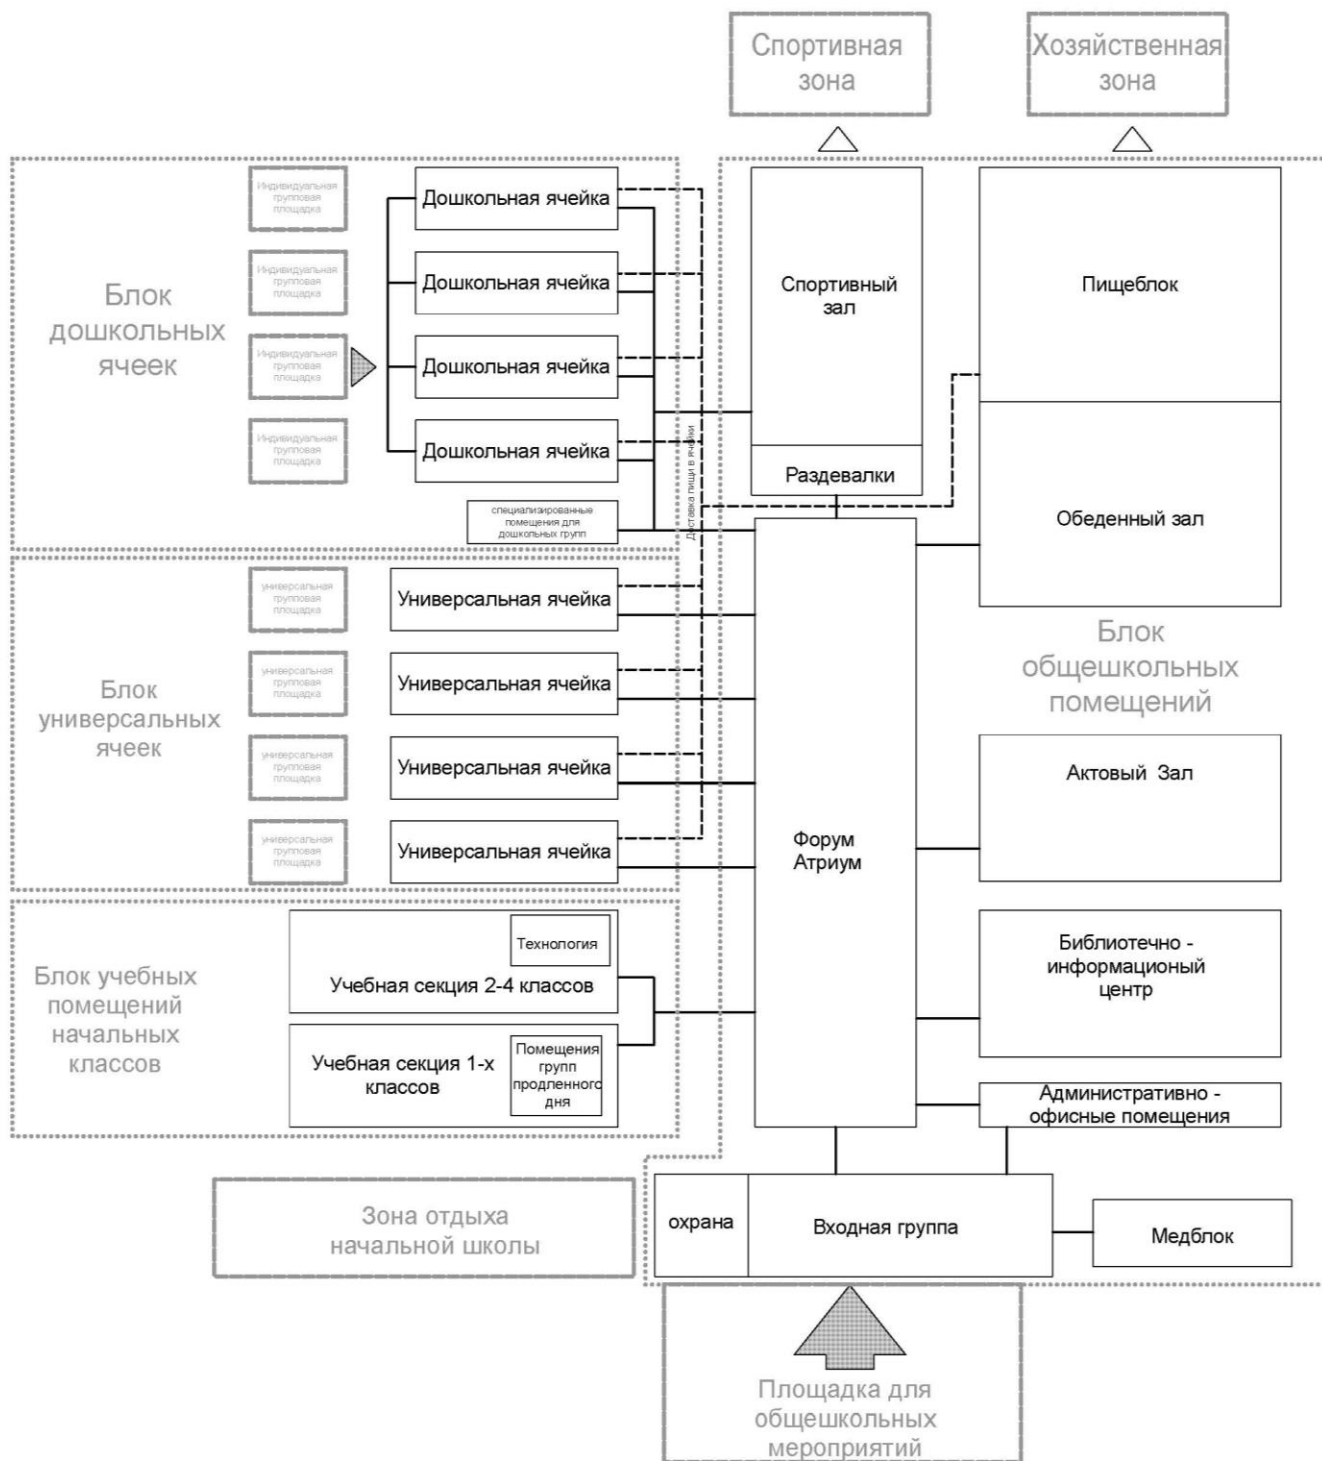 Спортивная
зона
Хозяйственная
зона
Блок
дошкольных
ячеек
Индивидуальная
групповая
площадка
Дошкольная ячейка
Индивидуальная
групповая
площадка
Дошкольная ячейка
Индивидуальная
групповая
площадка
Дошкольная ячейка
Индивидуальная
групповая
площадка
Дошкольная ячейка
специализированные
помещения для
дошкольных групп
Доставка пищи в ячейки
Спортивный
зал
Раздевалки
Пищеблок
Обеденный зал
Блок
общешкольных
помещений
Блок
универсальных
ячеек
универсальная
групповая
площадка
Универсальная ячейка
универсальная
групповая
площадка
Универсальная ячейка
универсальная
групповая
площадка
Универсальная ячейка
универсальная
групповая
площадка
Универсальная ячейка
Форум
Атриум
Актовый Зал
Библиотечно -
информационый
центр
Административно -
офисные помещения
Блок учебных
помещений
начальных
классов
Технология
Учебная секция 2-4 классов
Учебная секция 1-х
классов
Помещения
групп
продленного
дня
Зона отдыха
начальной школы
охрана
Входная группа
Медблок
Площадка для
общешкольных
мероприятий